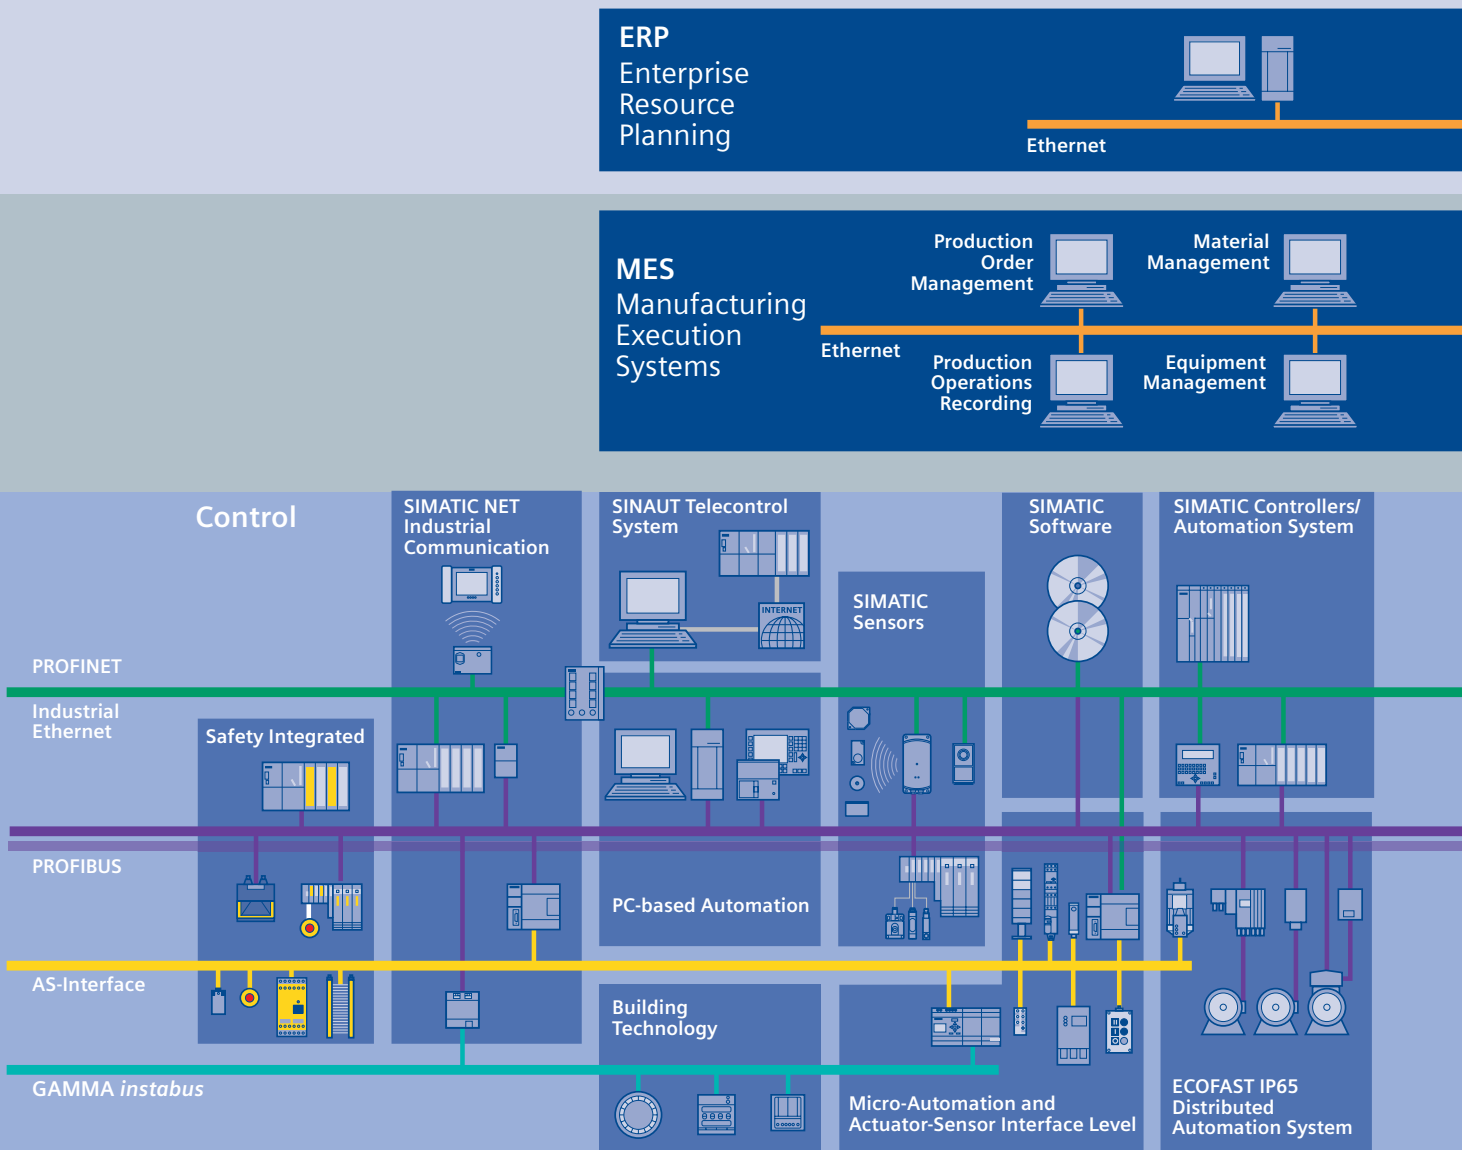 ERP
Enterprise
Resource
Planning
Ethernet
MES
Manufacturing
Execution
Systems
Production
Order
Management
Material
Management
Ethernet
Production
Operations
Recording
Equipment
Management
Control
SIMATIC NET
Industrial
Communication
SINAUT Telecontrol
System
INTERNET
SIMATIC
Sensors
SIMATIC
Software
SIMATIC Controllers/
Automation System
PROFINET
Industrial
Ethernet
Safety Integrated
PROFIBUS
PC-based Automation
AS-Interface
Building
Technology
GAMMA instabus
Micro-Automation and
Actuator-Sensor Interface Level
ECOFAST IP65
Distributed
Automation System